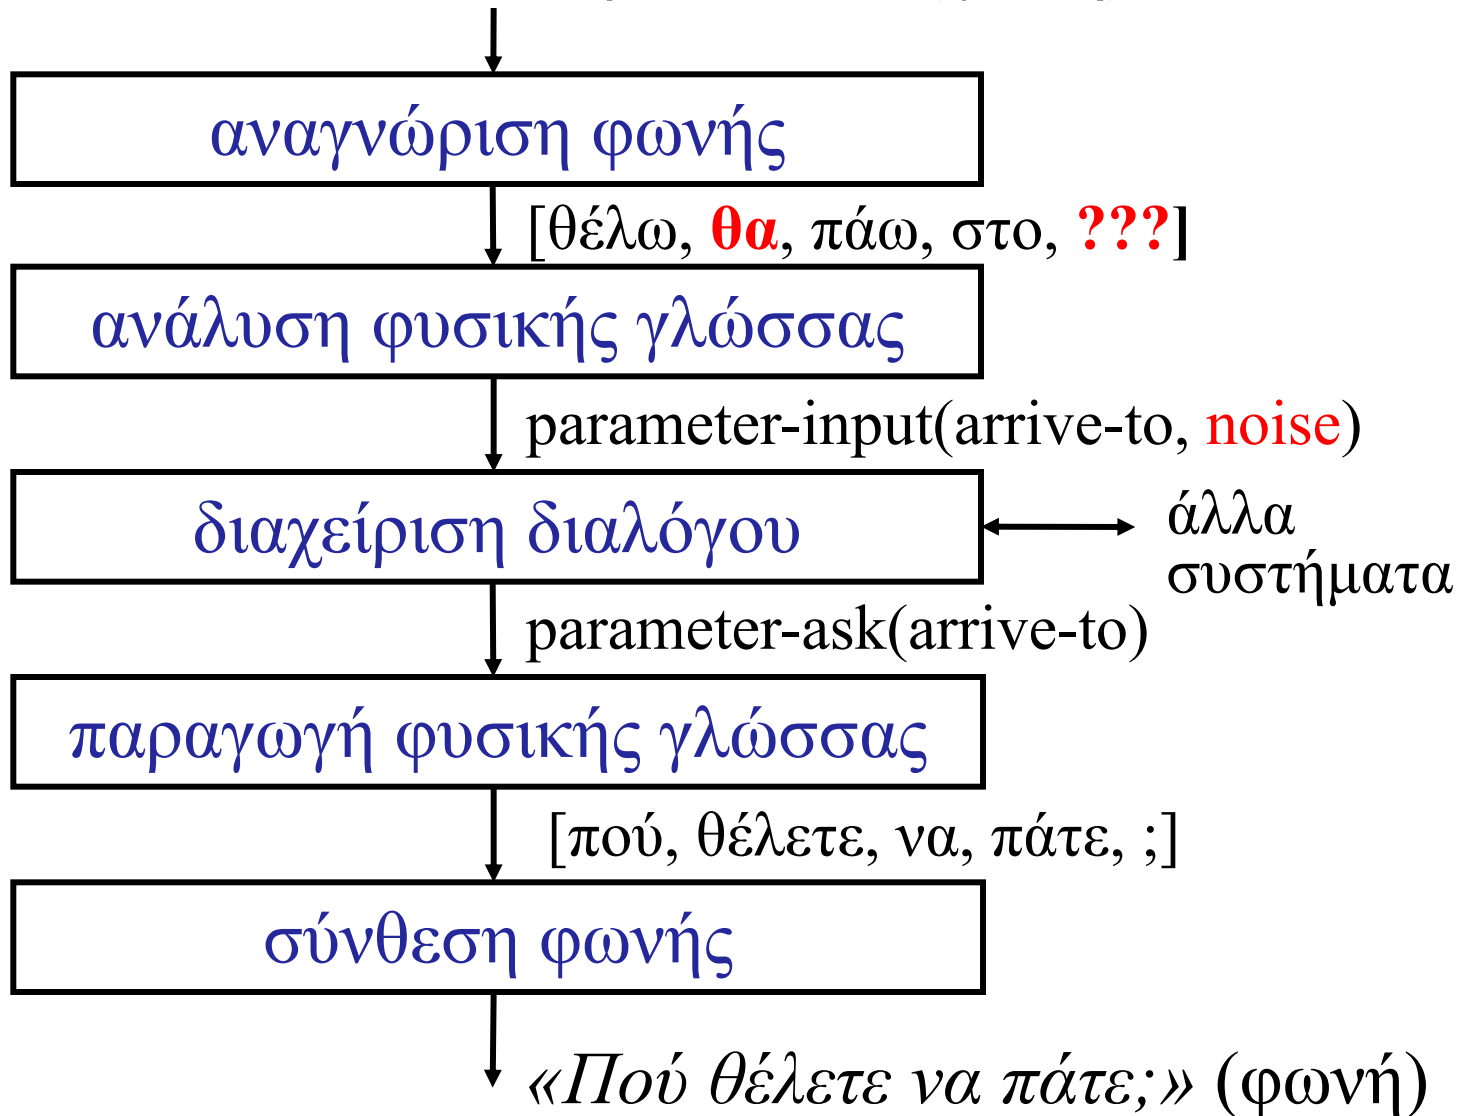 αναγνώριση φωνής
[θέλω, θα, πάω, στο, ???]
ανάλυση φυσικής γλώσσας
parameter-input(arrive-to, noise)
διαχείριση διαλόγου
άλλα
συστήματα
parameter-ask(arrive-to)
παραγωγή φυσικής γλώσσας
[πού, θέλετε, να, πάτε, ;]
σύνθεση φωνής
«Πού θέλετε να πάτε;» (φωνή)